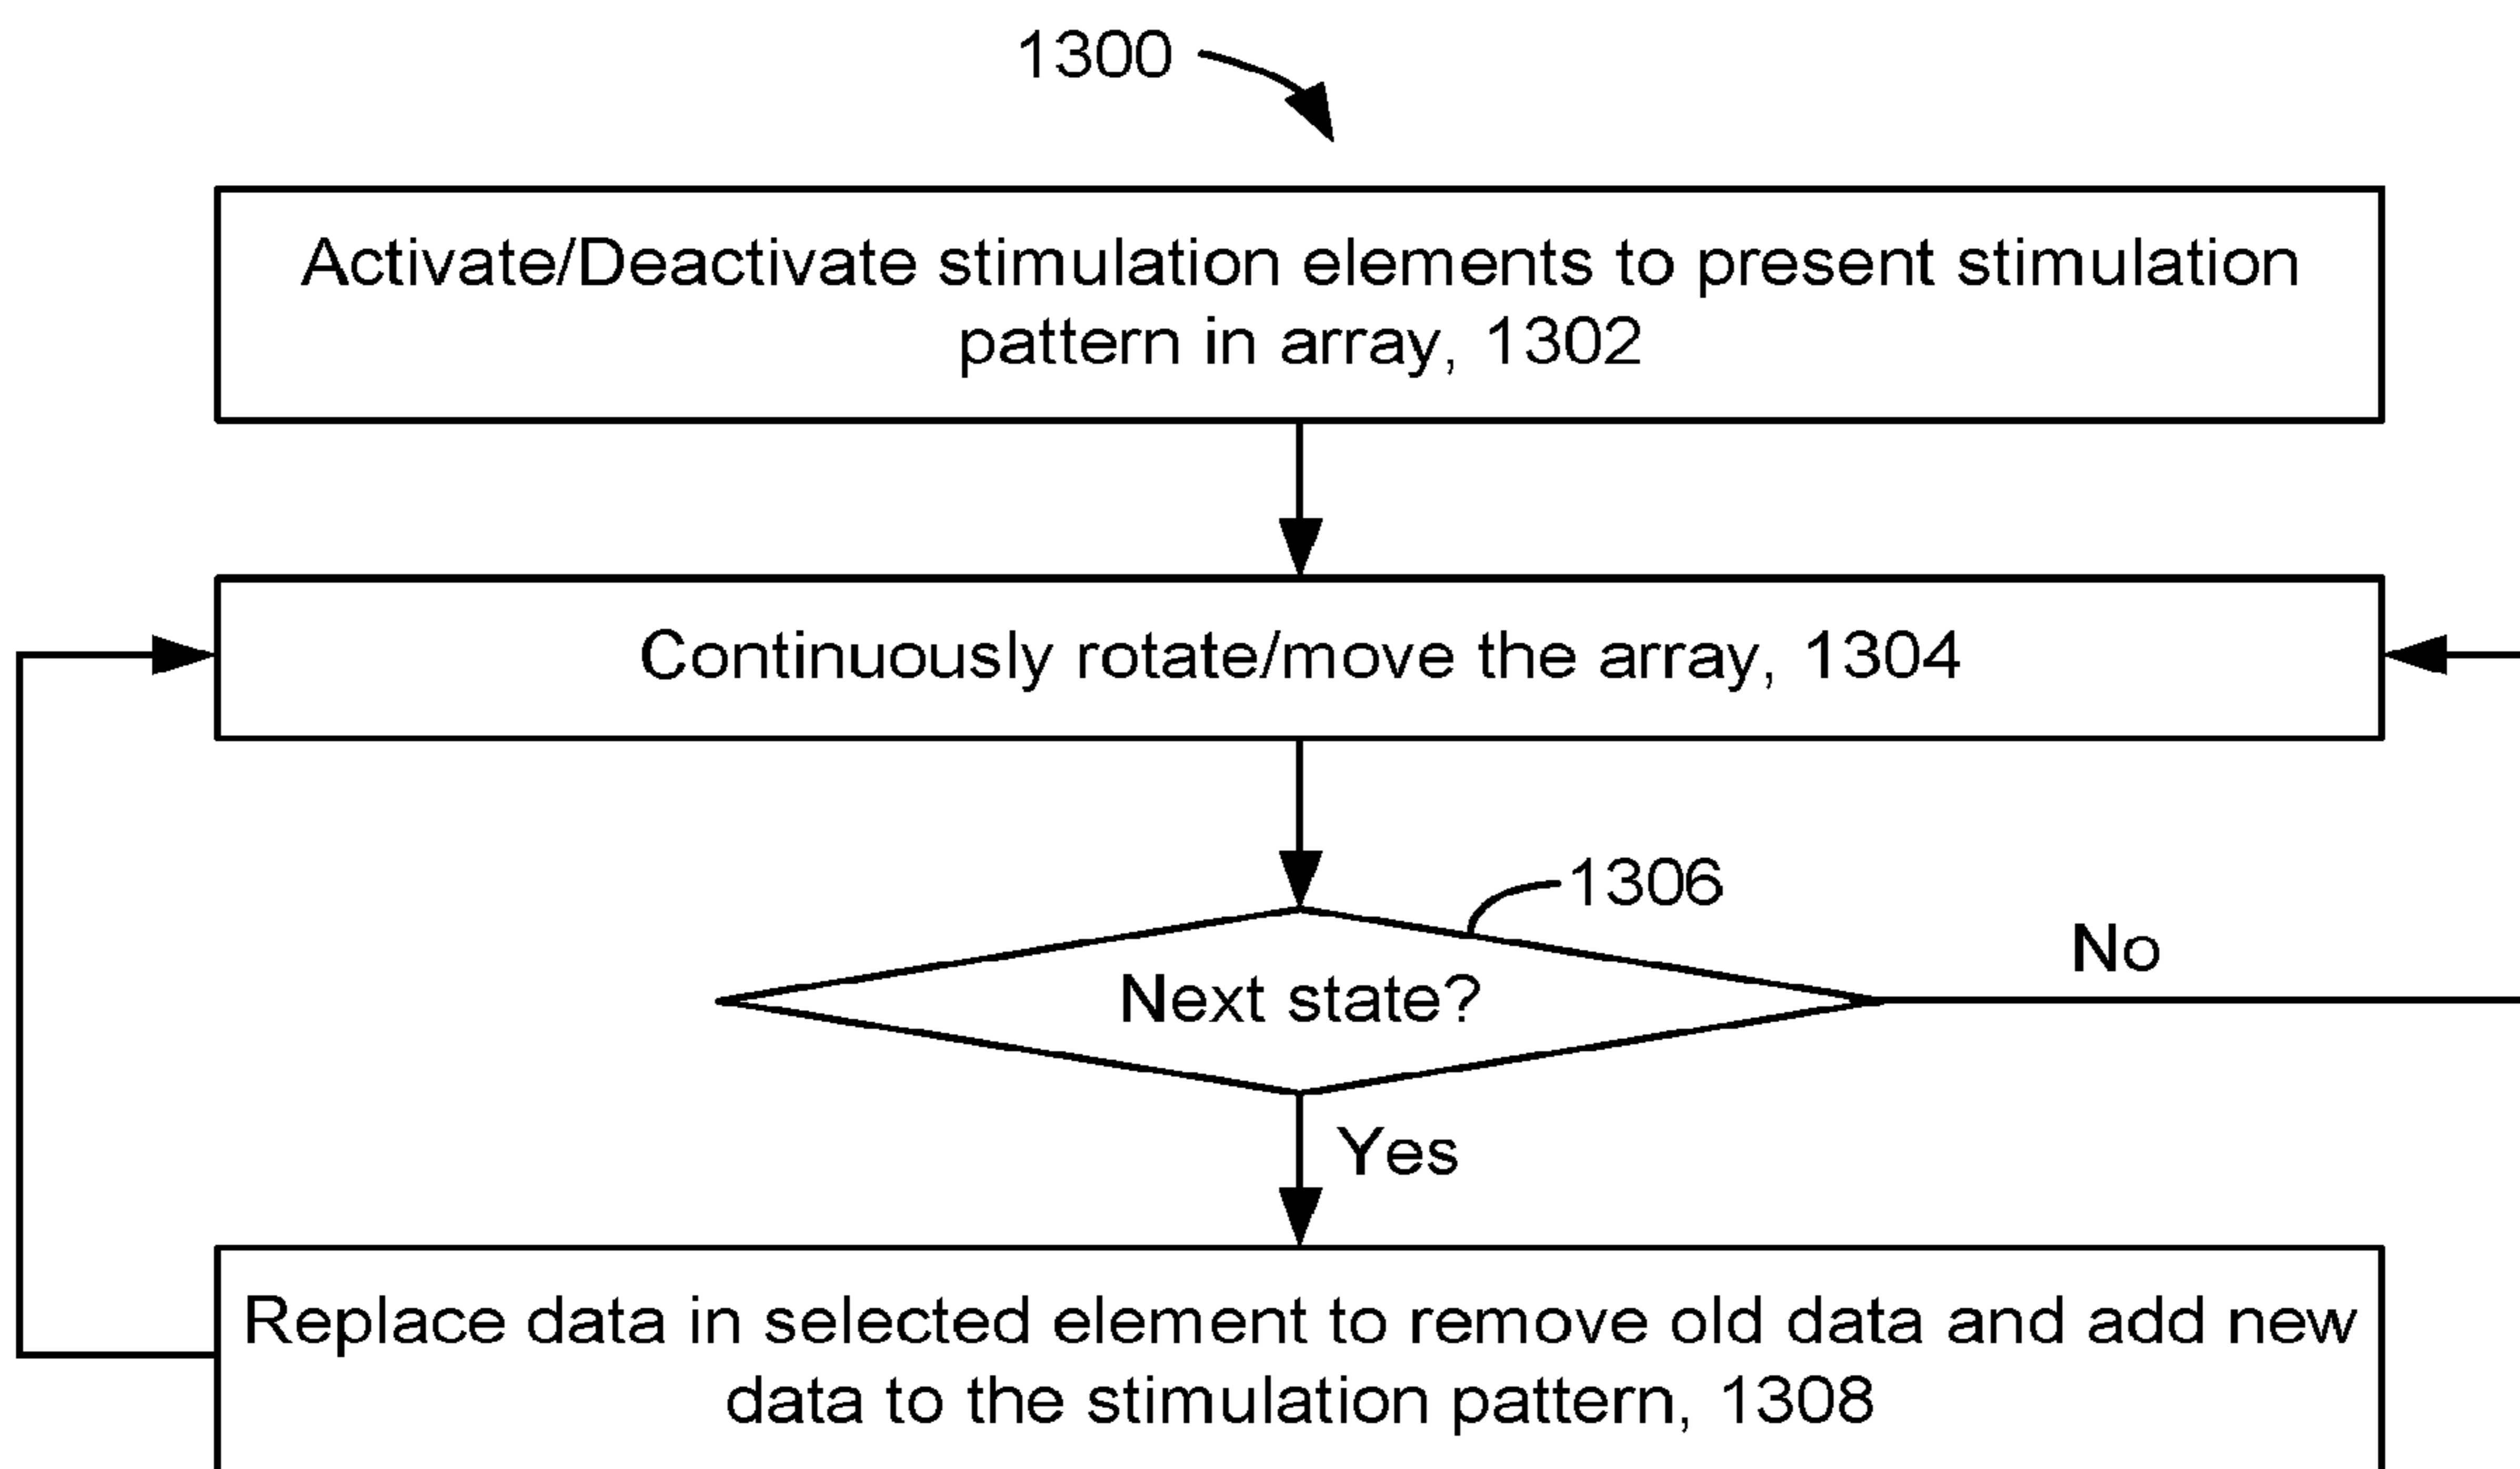 1300
Activate/Deactivate stimulation elements to present stimulation
pattern in array, 1302
Continuously rotate/move the array, 1304
1306
No
Next state?
Yes
Replace data in selected element to remove old data and add new
data to the stimulation pattern, 1308